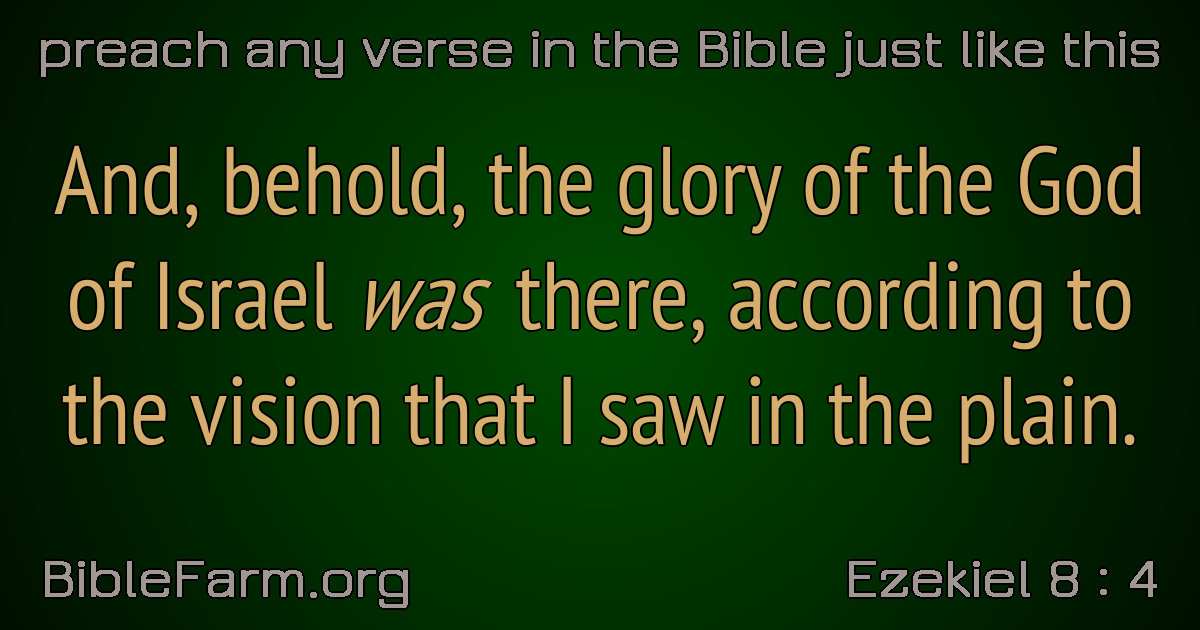 preach any verse in the Bible just like this
And, behold, the glory of the God
of Israel was there, according to
the vision that I saw in the plain.
BibleFarm.org
Ezekiel 8 : 4